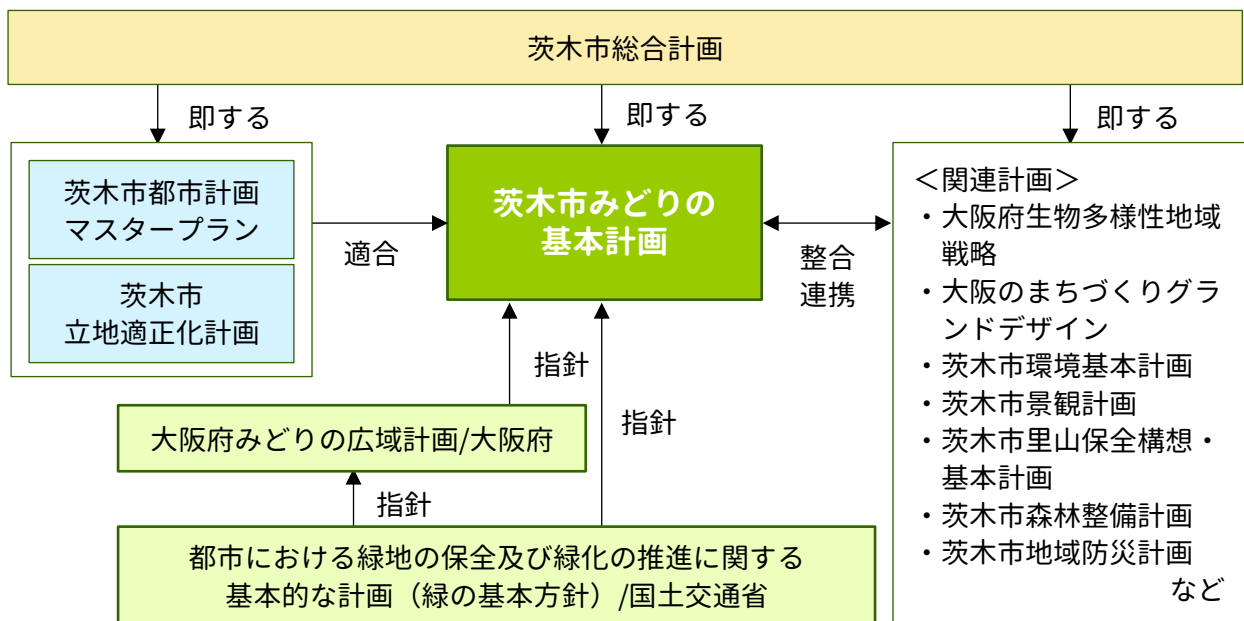 茨木市総合計画
即する
即する
即する
茨木市都市計画
マスタープラン
茨木市
立地適正化計画
適合
茨木市みどりの
基本計画
整合
連携
＜関連計画＞
・大阪府生物多様性地域
戦略
・大阪のまちづくりグラ
ンドデザイン
・茨木市環境基本計画
・茨木市景観計画
・茨木市里山保全構想・
基本計画
・茨木市森林整備計画
・茨木市地域防災計画
など
指針
指針
大阪府みどりの広域計画/大阪府
指針
都市における緑地の保全及び緑化の推進に関する
基本的な計画（緑の基本方針）/国土交通省